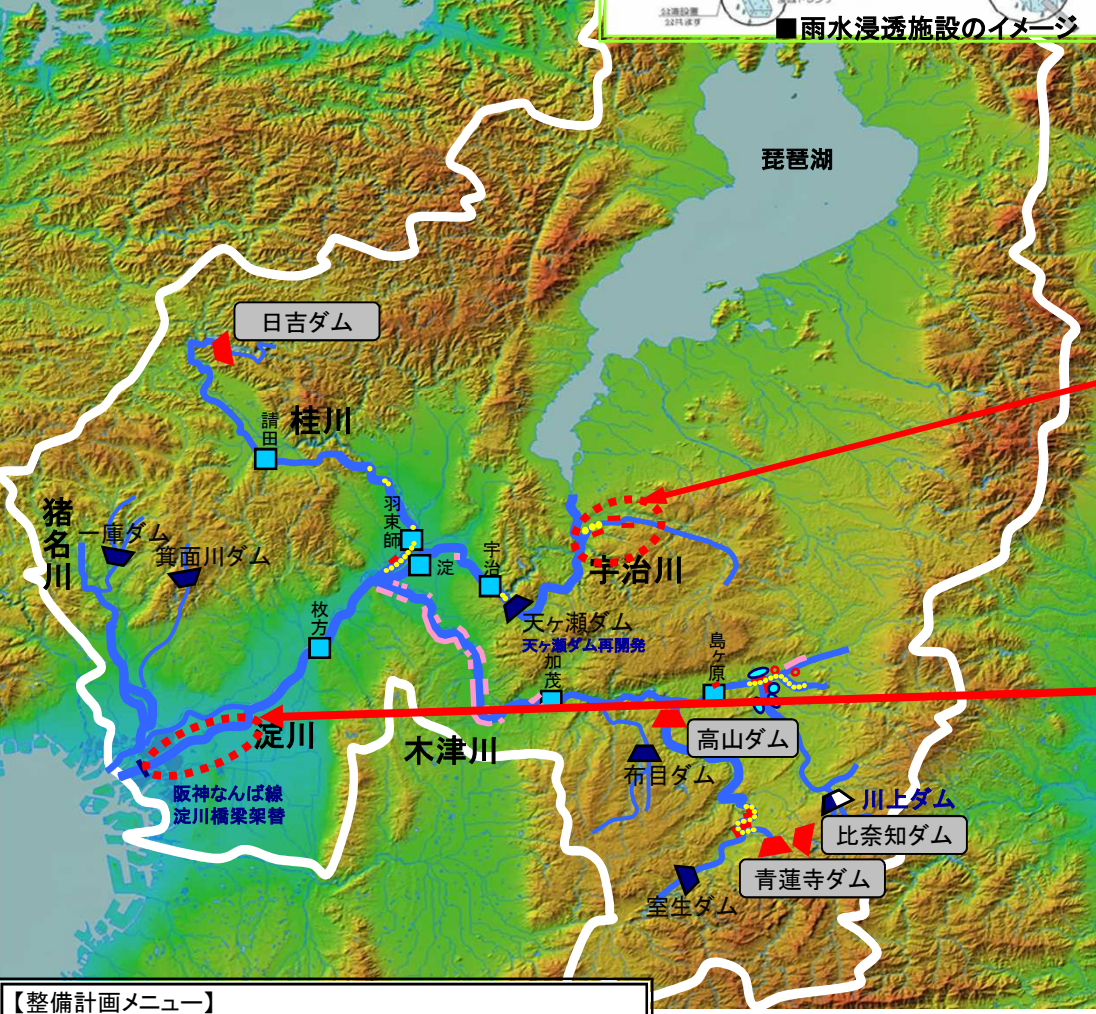 ■雨水浸透施設のイメージ
琵琶湖
日吉ダム
請田
桂川
羽束師
淀
宇治
猪名川
一庫ダム
箕面川ダム
宇治川
枚方
天ヶ瀬ダム
天ヶ瀬ダム再開発
加茂
島ヶ原
淀川
木津川
高山ダム
布目ダム
阪神なんば線
淀川橋梁架替
川上ダム
比奈知ダム
青蓮寺ダム
室生ダム
【整備計画メニュー】